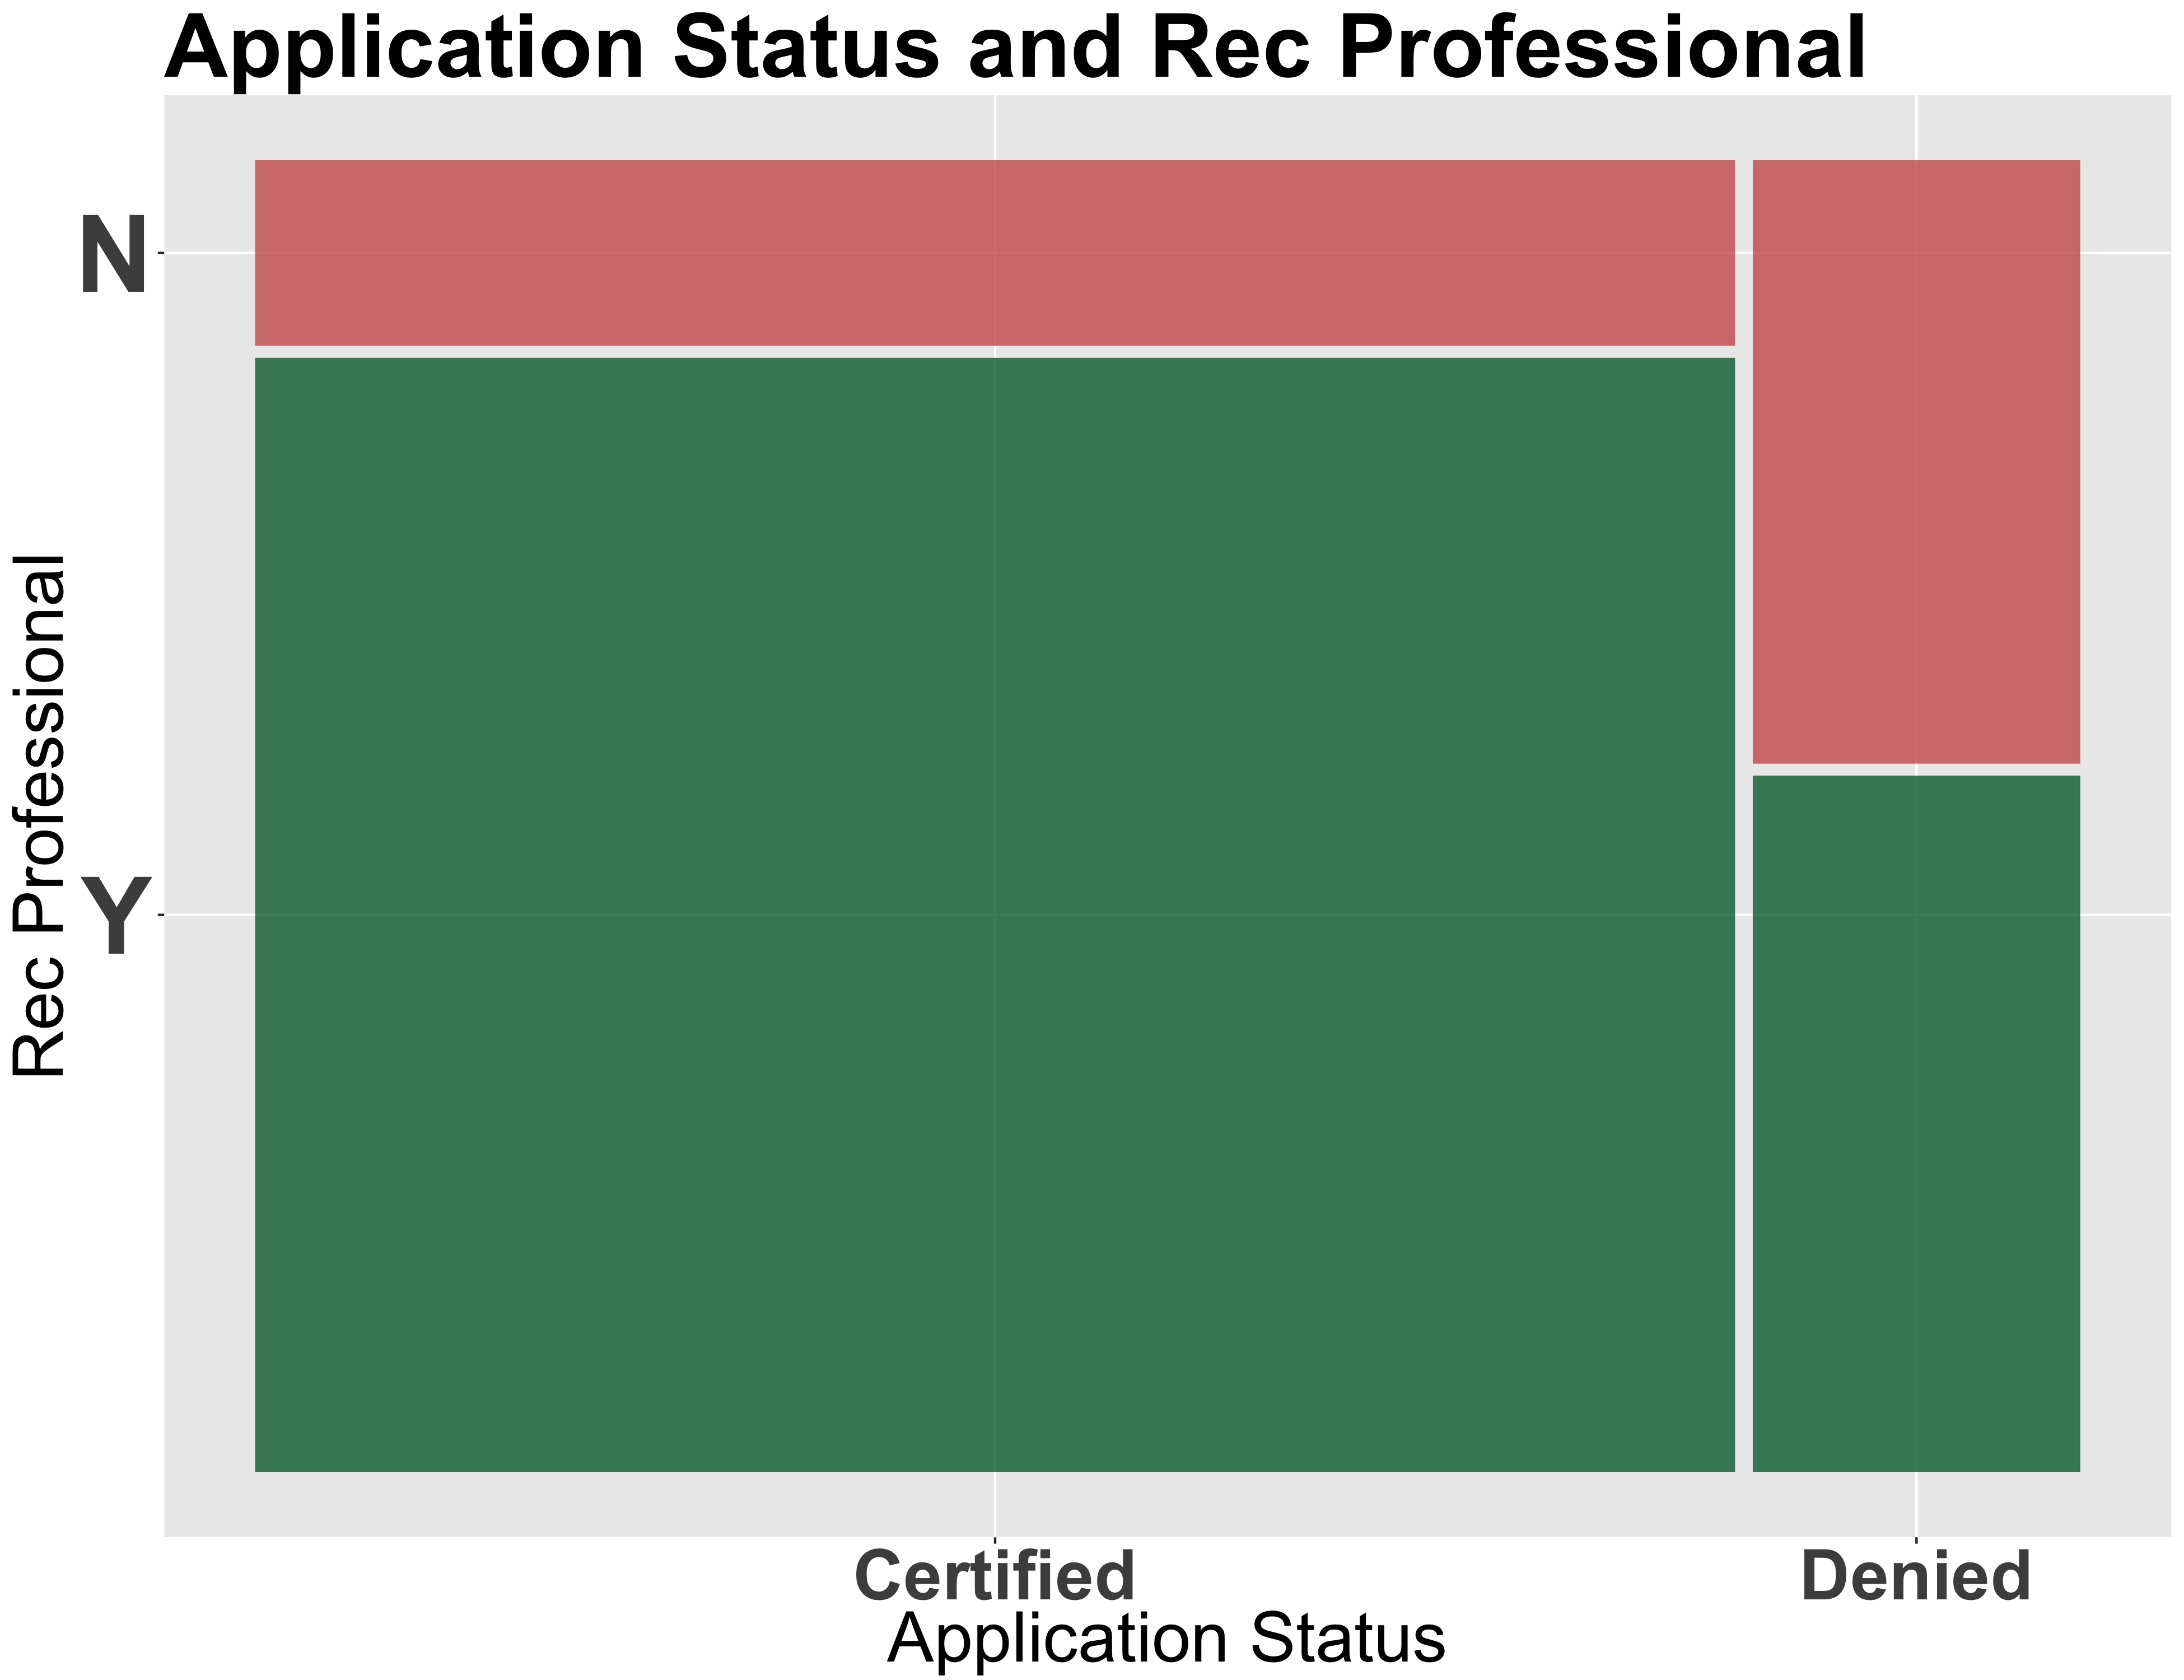 Application Status and Rec Professional
N
Rec Professional
Y
Certified
Denied
Application Status